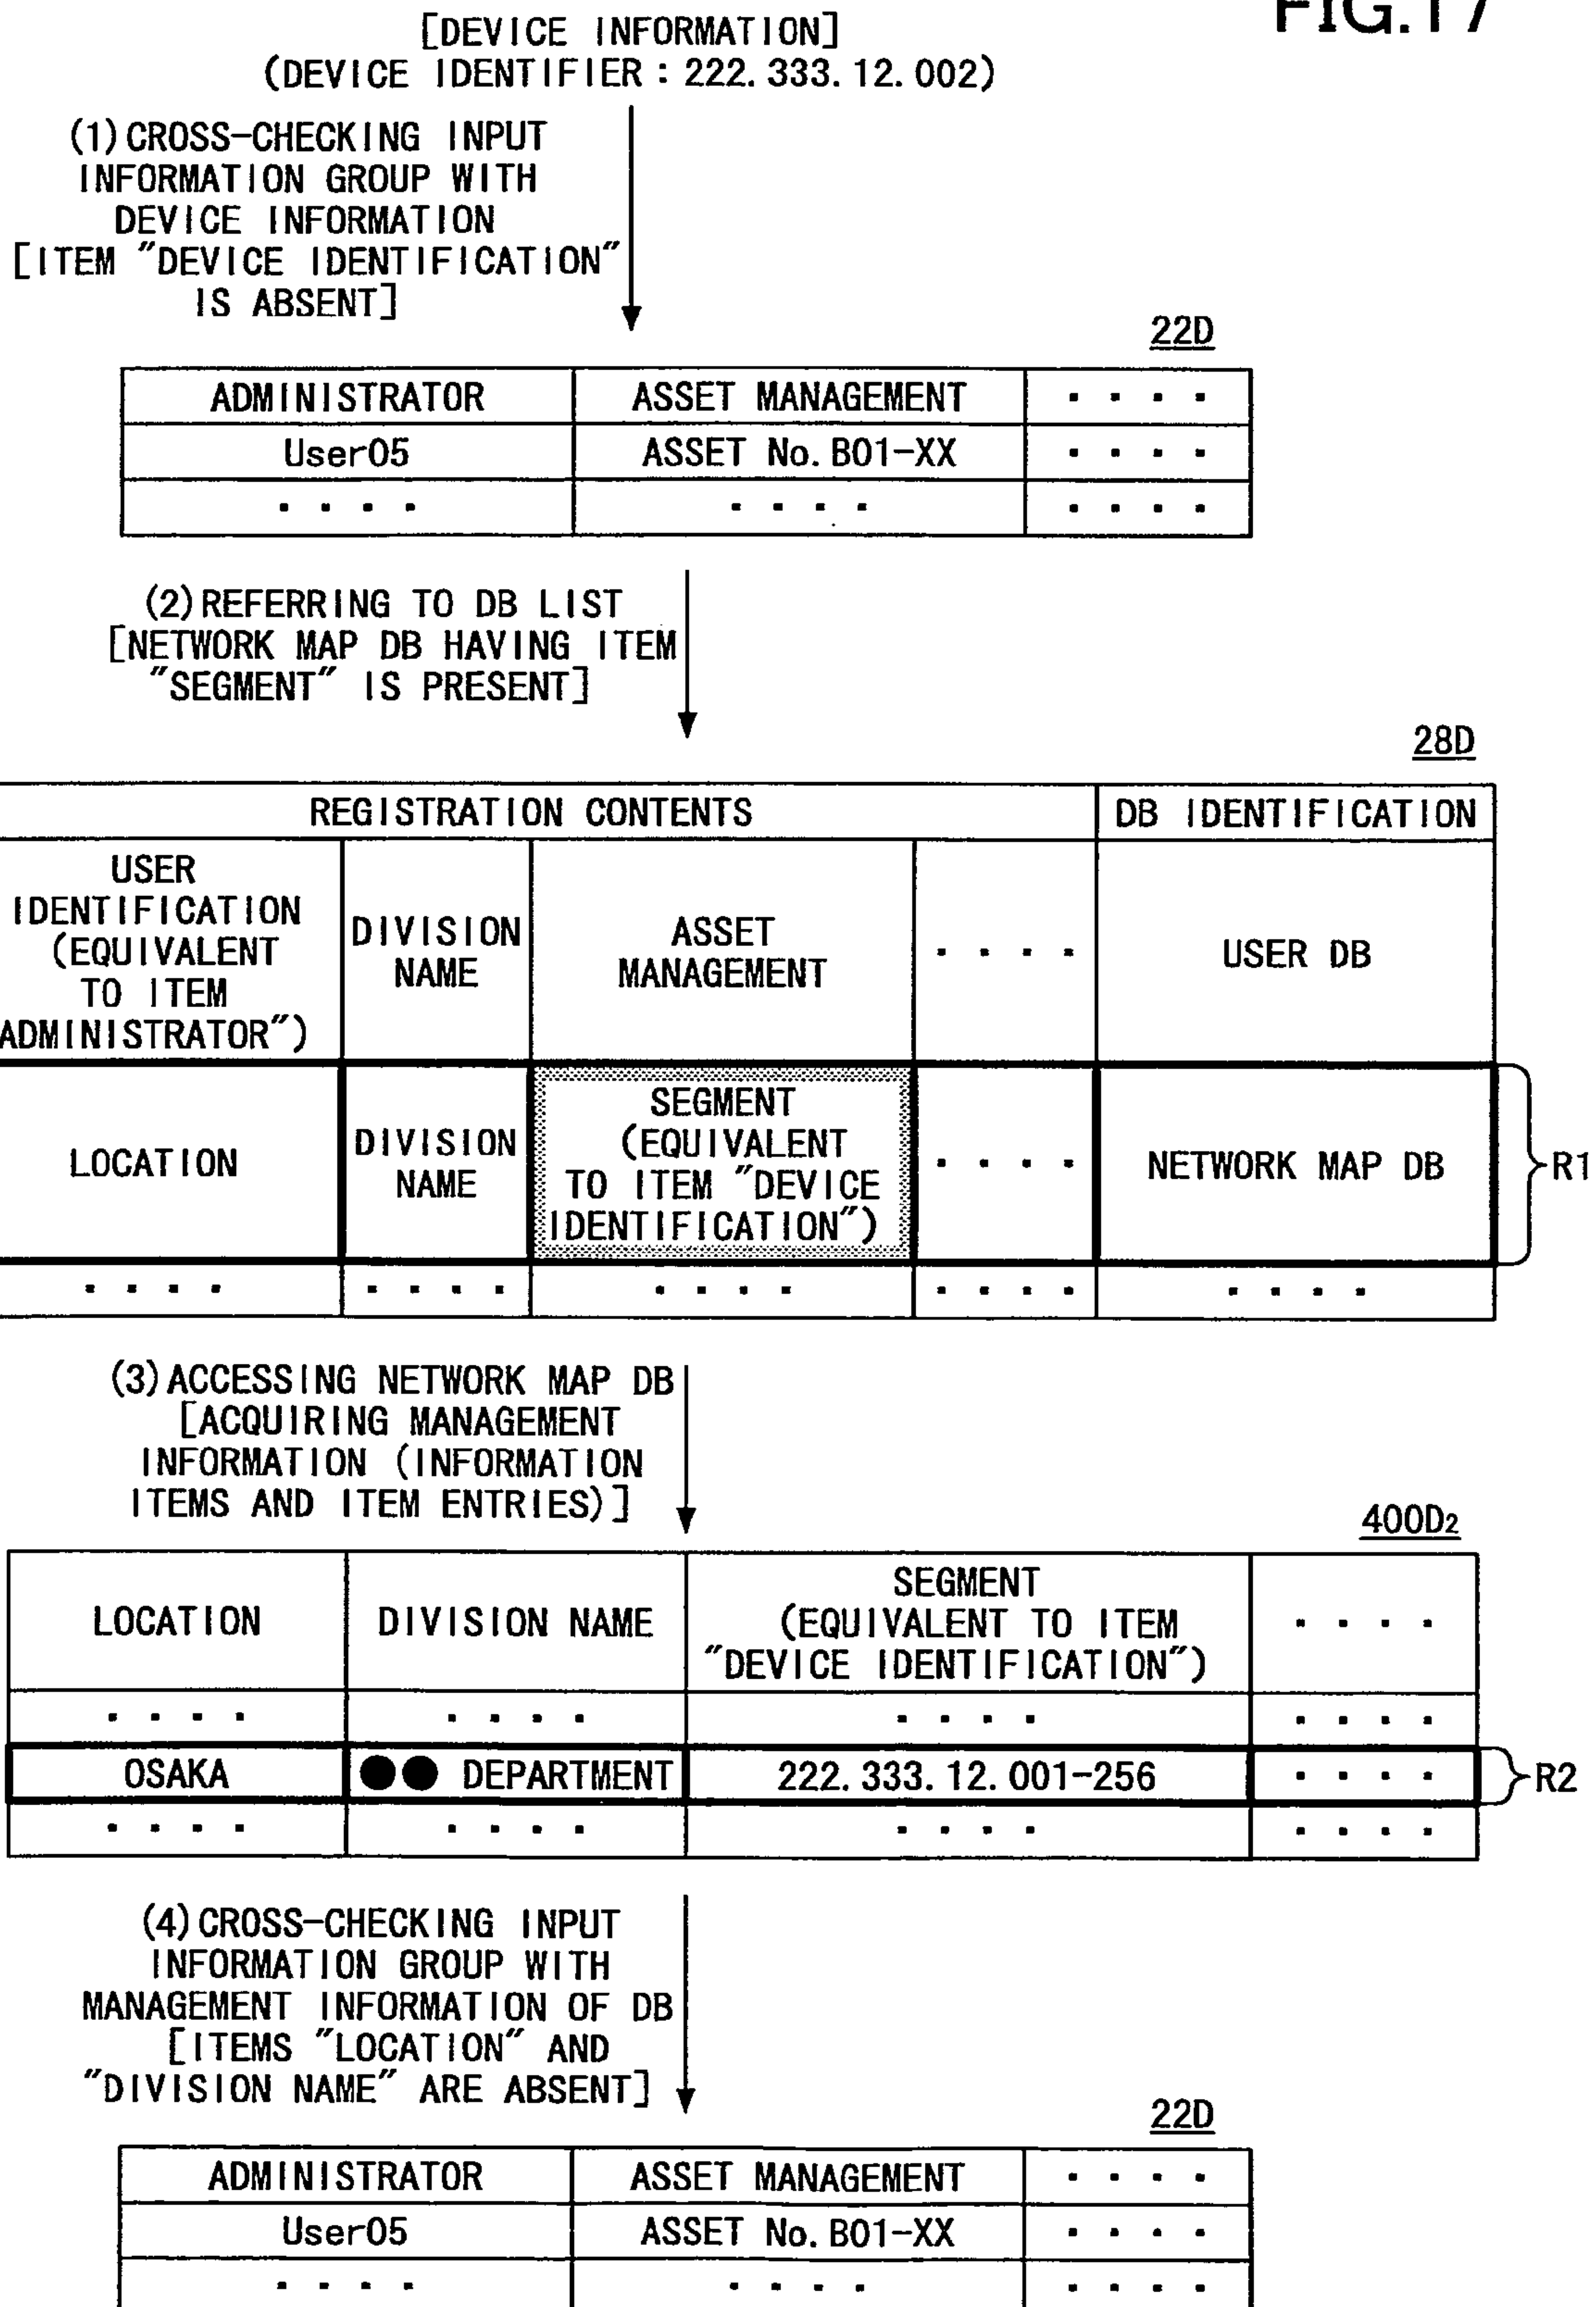 FIG.17
[DEVICE INFORMATION]
(DEVICE IDENTIFIER : 222.333.12.002)
(1)CROSS-CHECKING INPUT
INFORMATION GROUP WITH
DEVICE INFORMATION
[ITEM "DEVICE IDENTIFICATION"
IS ABSENT]
22D
ADMINISTRATOR ASSET MANAGEMENT ....
User05 ASSET No.B01-XX ....
.... .... ....
(2)REFERRING TO DB LIST
[NETWORK MAP DB HAVING ITEM
"SEGMENT" IS PRESENT]
28D
REGISTRATION CONTENTS DB IDENTIFICATION
USER
IDENTIFICATION
(EQUIVALENT
TO ITEM
ADMINISTRATOR")
DIVISION
NAME
ASSET
MANAGEMENT
....
USER DB
LOCATION
DIVISION
NAME
SEGMENT
(EQUIVALENT
TO ITEM "DEVICE
IDENTIFICATION")
....
NETWORK MAP DB
R1
.... .... .... .... ....
(3)ACCESSING NETWORK MAP DB
[ACQUIRING MANAGEMENT
INFORMATION (INFORMATION
ITEMS AND ITEM ENTRIES)]
400D2
LOCATION
DIVISION NAME
SEGMENT
(EQUIVALENT TO ITEM
"DEVICE IDENTIFICATION")
....
.... .... .... ....
OSAKA ●● DEPARTMENT 222.333.12.001-256 .... R2
.... .... .... ....
(4)CROSS-CHECKING INPUT
INFORMATION GROUP WITH
MANAGEMENT INFORMATION OF DB
[ITEMS "LOCATION" AND
"DIVISION NAME" ARE ABSENT]
22D
ADMINISTRATOR ASSET MANAGEMENT ....
User05 ASSET No.B01-XX ....
.... .... ....